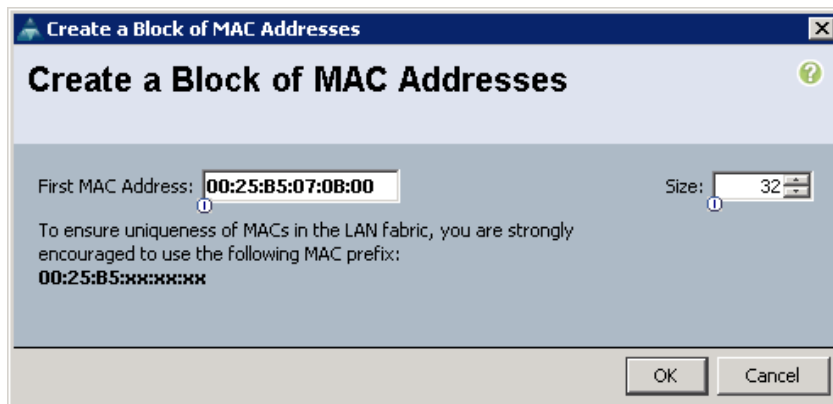 Create a Block of MAC Addresses
Create a Block of MAC Addresses
First MAC Address: 00:25:B5:07:0B:00 Size: 32
To ensure uniqueness of MACs in the LAN fabric, you are strongly
encouraged to use the following MAC prefix:
00:25:B5:xx:xx:xx
OK Cancel